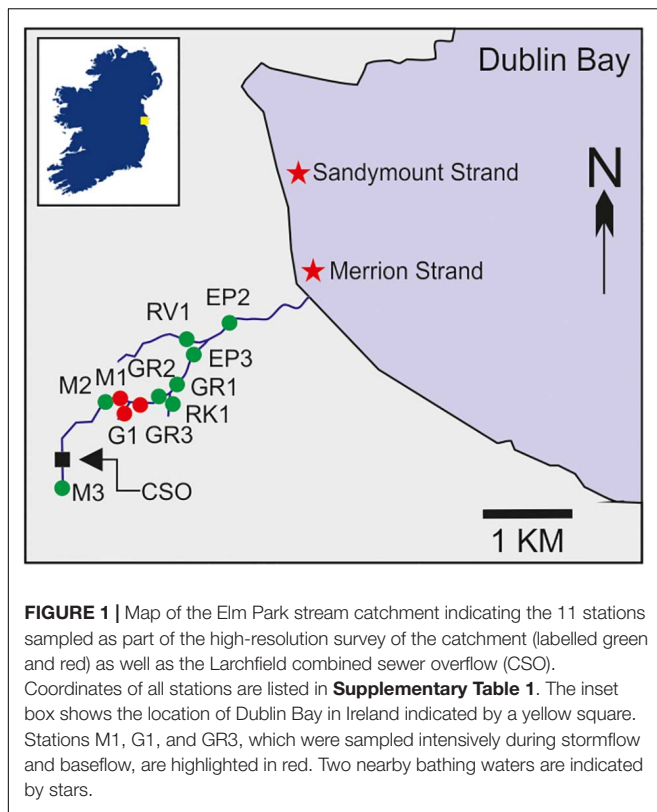 Dublin Bay
Sandymount Strand
N
Merrion Strand
EP2
RV1
EP3
GR2
M1
M2
GR1
RK1
G1
GR3
CSO
M3
1 KM
FIGURE 1 | Map of the Elm Park stream catchment indicating the 11 stations
sampled as part of the high-resolution survey of the catchment (labelled green
and red) as well as the Larchfield combined sewer overflow (CSO).
Coordinates of all stations are listed in Supplementary Table 1. The inset
box shows the location of Dublin Bay in Ireland indicated by a yellow square.
Stations M1, G1, and GR3, which were sampled intensively during stormflow
and baseflow, are highlighted in red. Two nearby bathing waters are indicated
by stars.